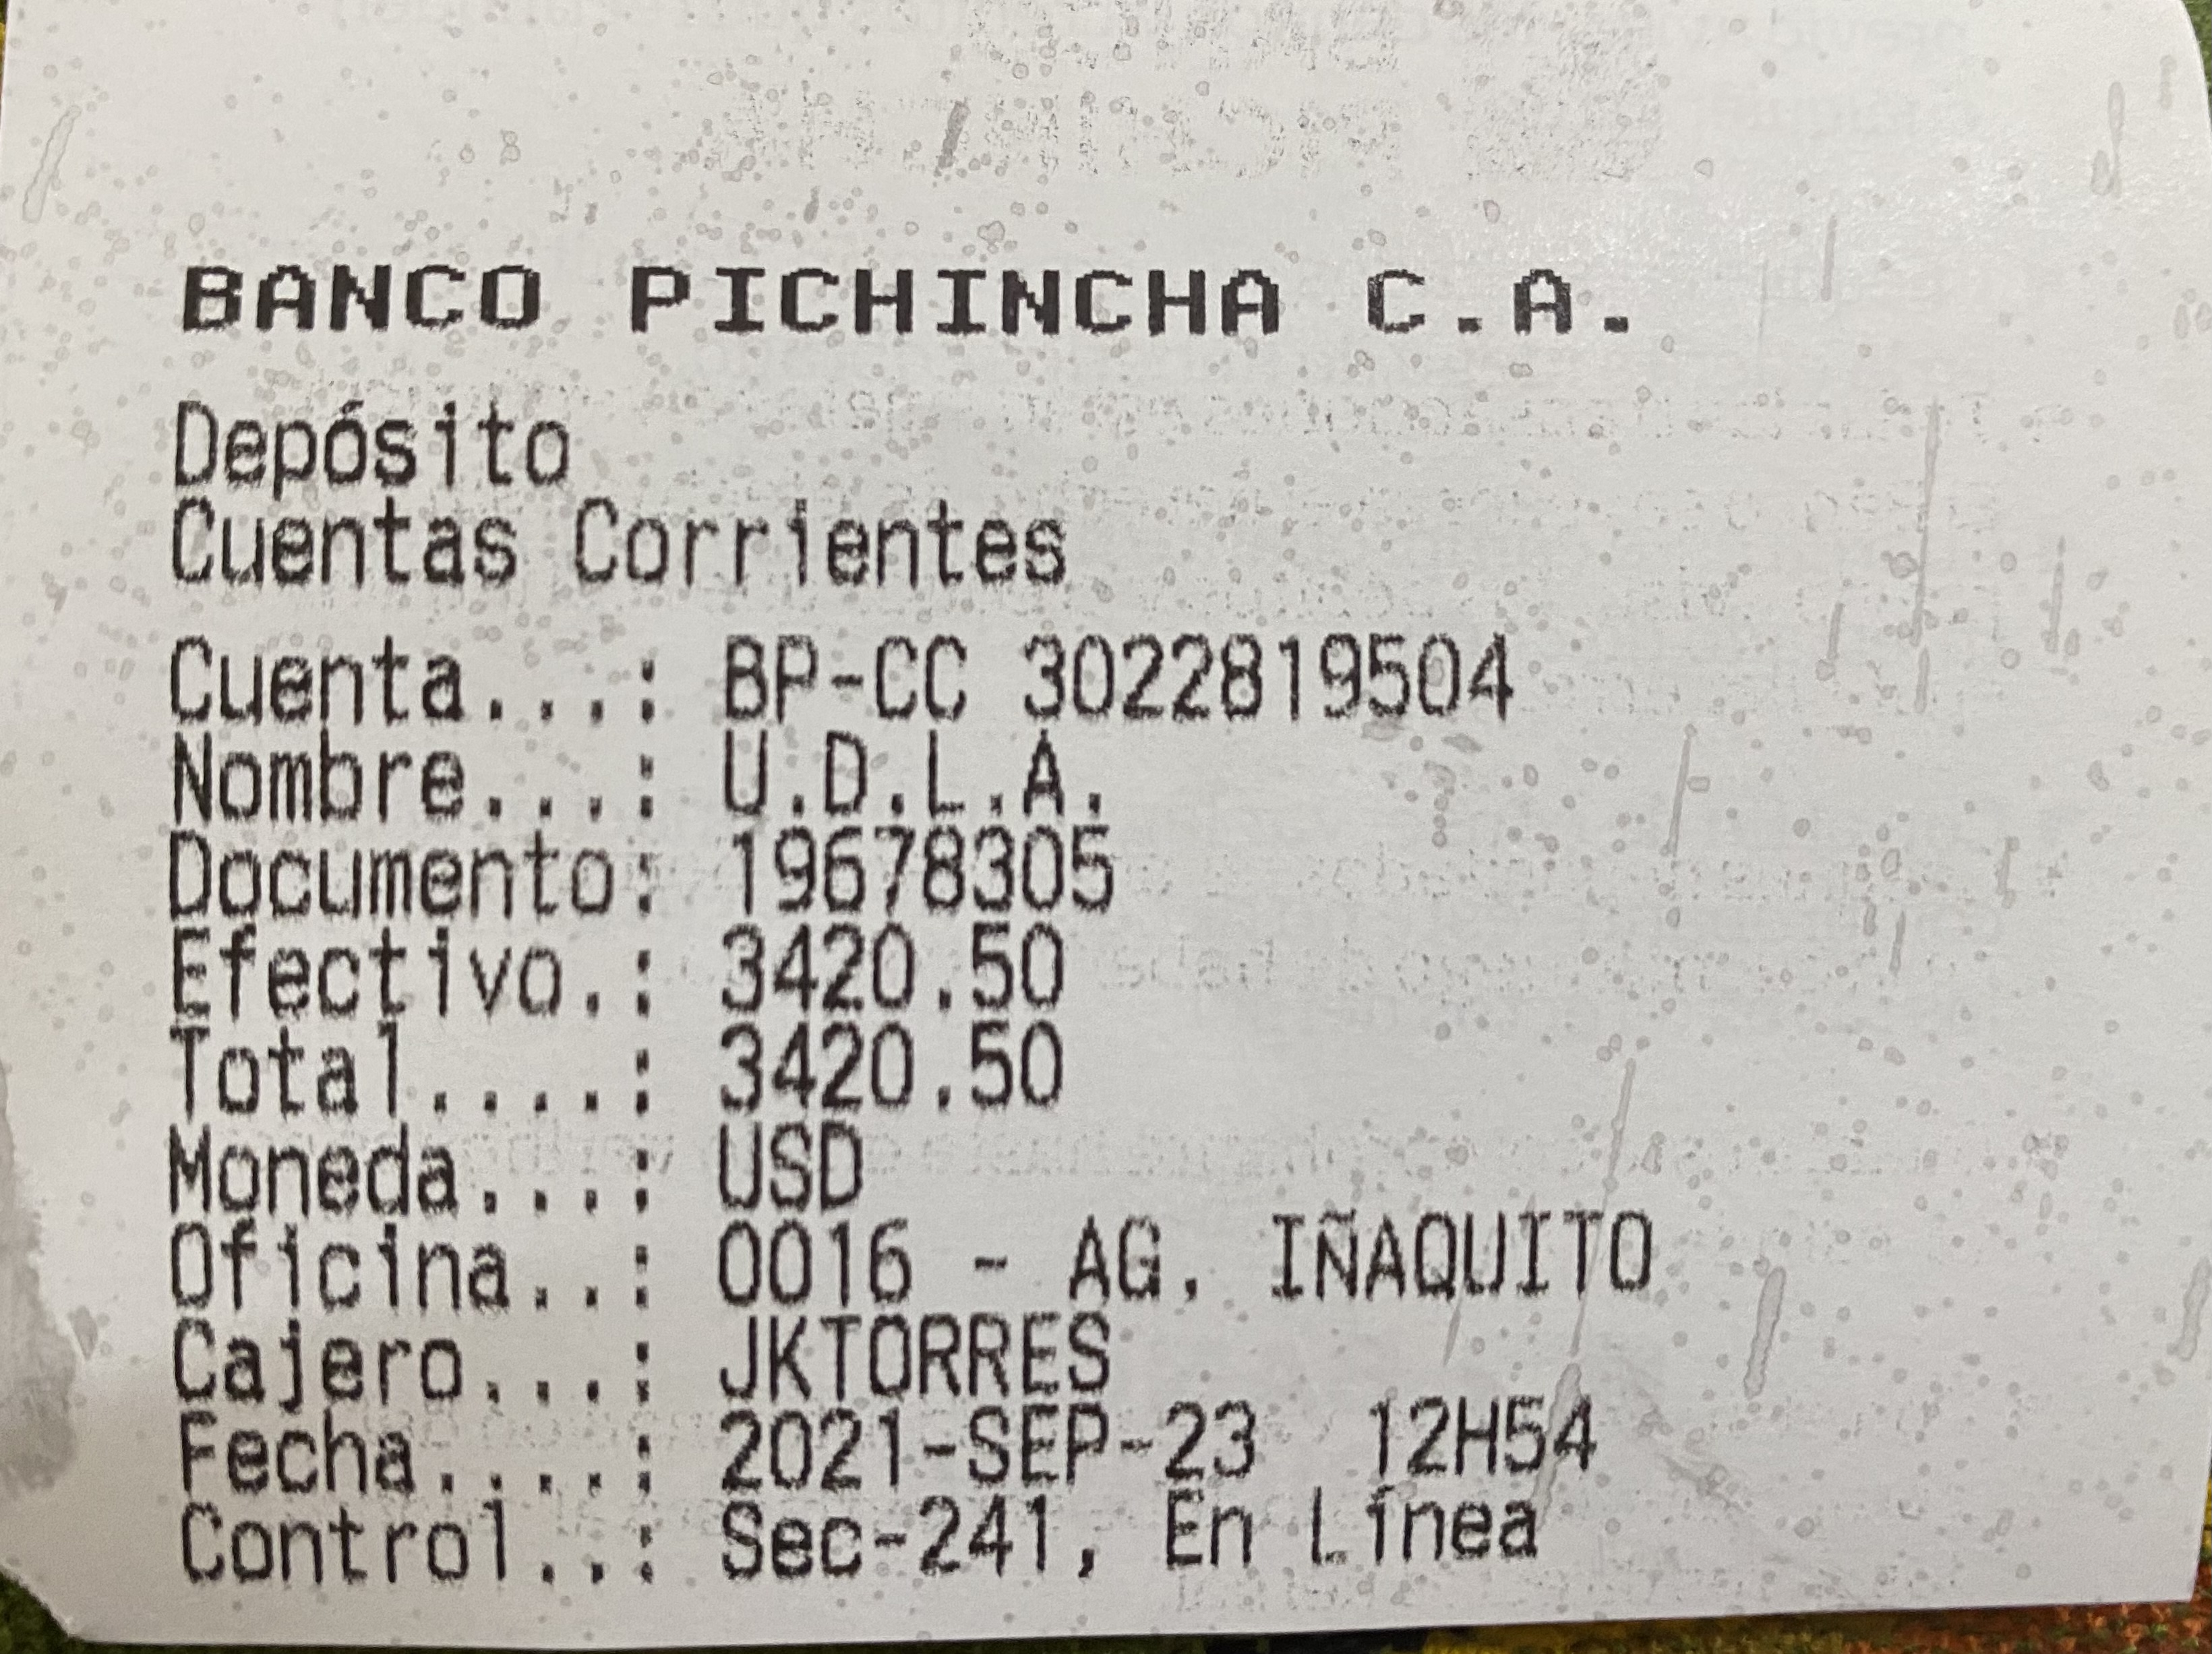 BANCO PICHINCHA C.A.
Depósito
Cuentas Corrientes
Cuenta...: BP-CC 3022819504
Nombre...: U.D.L.A.
Documento: 19678305
Efectivo.: 3420.50
Total....: 3420.50
Moneda...: USD
Oficina..: 0016 - AG. IÑAQUITO
Cajero...: JKTORRES
Fecha....: 2021-SEP-23 12H54
Control..: Sec-241, En Línea